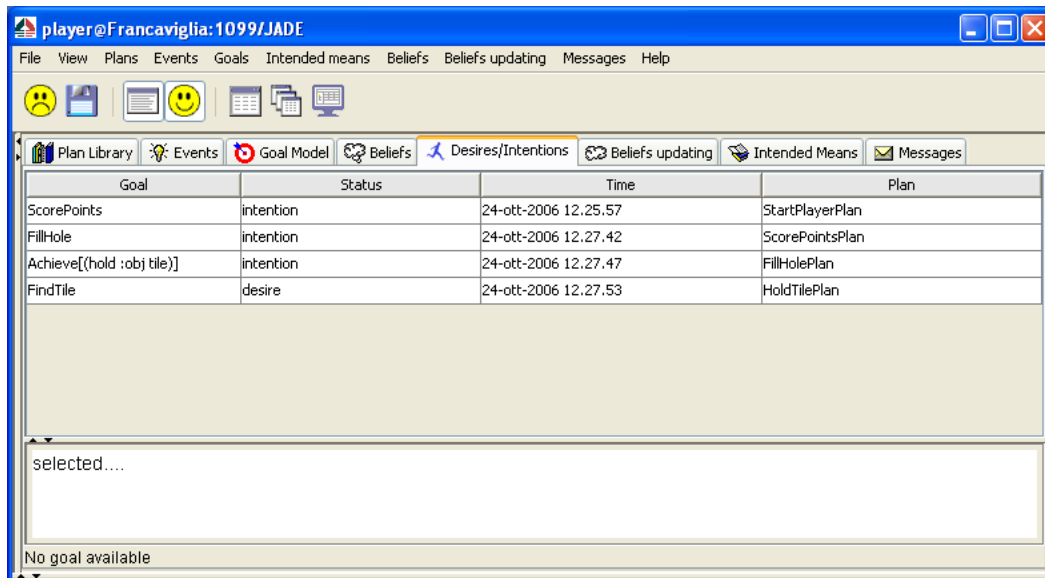 player@Francaviglia:1099/JADE
File View Plans Events Goals Intended means Beliefs Beliefs updating Messages Help
Plan Library Events Goal Model Beliefs Desires/Intentions Beliefs updating Intended Means Messages
Goal Status Time Plan
ScorePoints intention 24-ott-2006 12.25.57 StartPlayerPlan
FillHole intention 24-ott-2006 12.27.42 ScorePointsPlan
Achieve[(hold :obj tile)] intention 24-ott-2006 12.27.47 FillHolePlan
FindTile desire 24-ott-2006 12.27.53 HoldTilePlan
selected....
No goal available